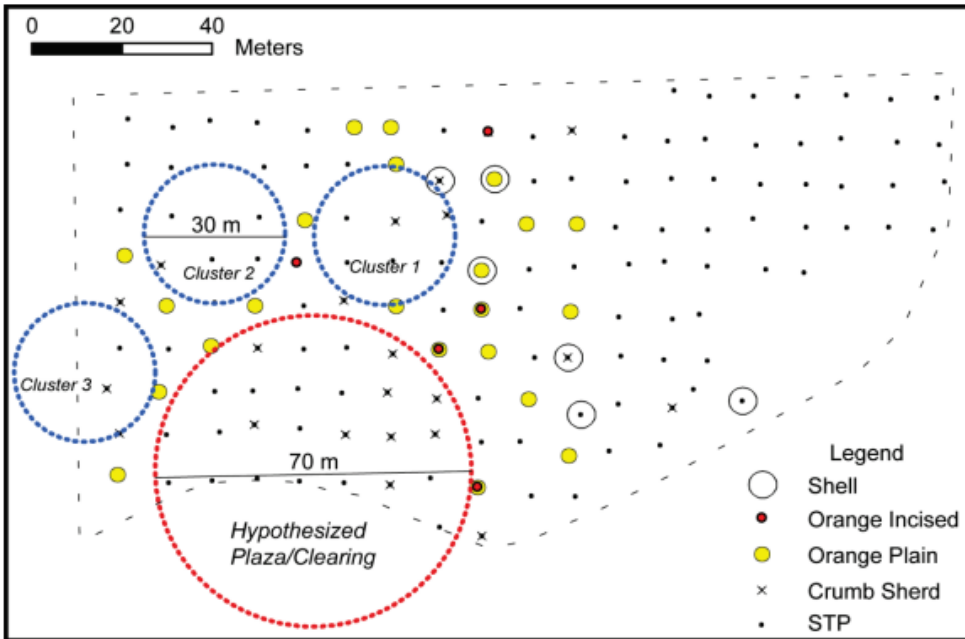 0 20 40
Meters
30 m
Cluster 2
Cluster 1
Cluster 3
70 m
Hypothesized
Plaza/Clearing
Legend
Shell
Orange Incised
Orange Plain
Crumb Sherd
STP